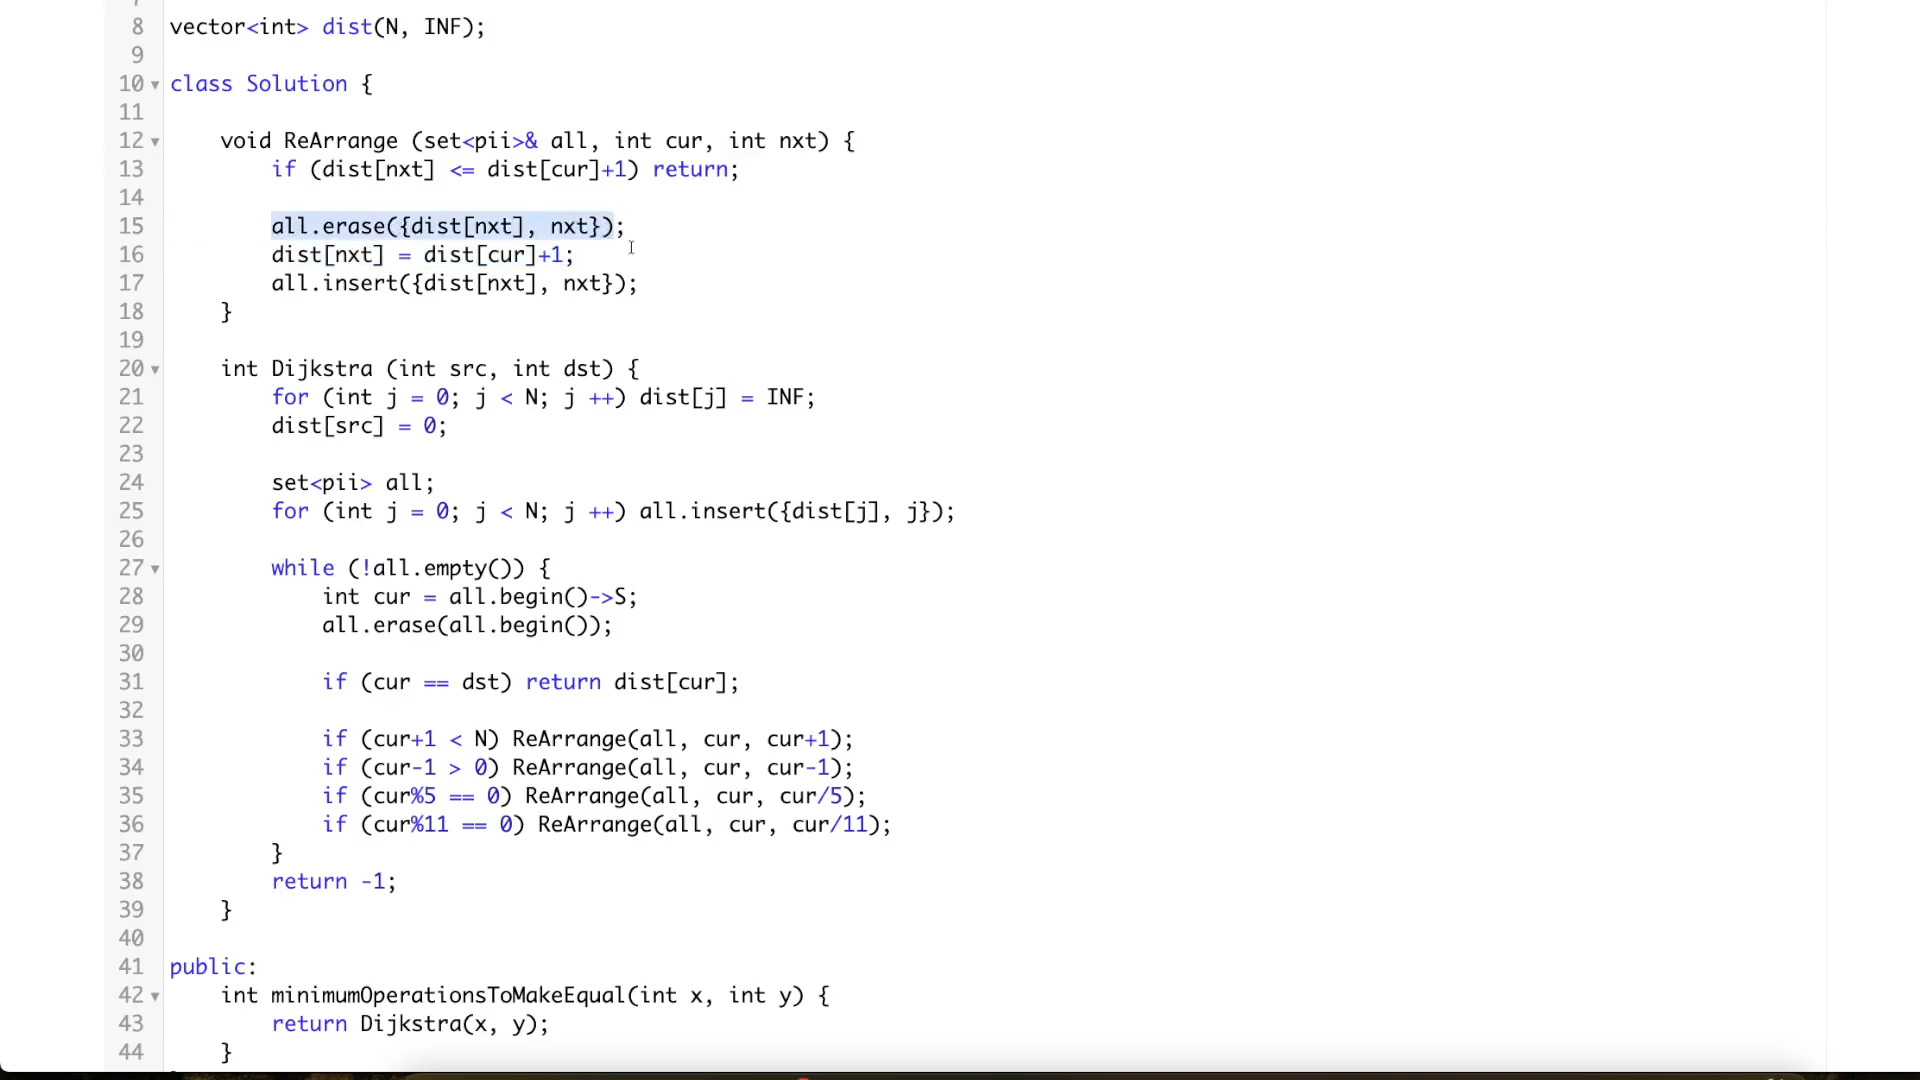 8 vector<int> dist(N, INF);
9
10 class Solution {
11
12 void ReArrange (set<pii>& all, int cur, int nxt) {
13 if (dist[nxt] <= dist[cur]+1) return;
14
15 all.erase({dist[nxt], nxt});
16 dist[nxt] = dist[cur]+1;
17 all.insert({dist[nxt], nxt});
18 }
19
20 int Dijkstra (int src, int dst) {
21 for (int j = 0; j < N; j ++) dist[j] = INF;
22 dist[src] = 0;
23
24 set<pii> all;
25 for (int j = 0; j < N; j ++) all.insert({dist[j], j});
26
27 while (!all.empty()) {
28 int cur = all.begin()->S;
29 all.erase(all.begin());
30
31 if (cur == dst) return dist[cur];
32
33 if (cur+1 < N) ReArrange(all, cur, cur+1);
34 if (cur-1 > 0) ReArrange(all, cur, cur-1);
35 if (cur%5 == 0) ReArrange(all, cur, cur/5);
36 if (cur%11 == 0) ReArrange(all, cur, cur/11);
37 }
38 return -1;
39 }
40
41 public:
42 int minimumOperationsToMakeEqual(int x, int y) {
43 return Dijkstra(x, y);
44 }